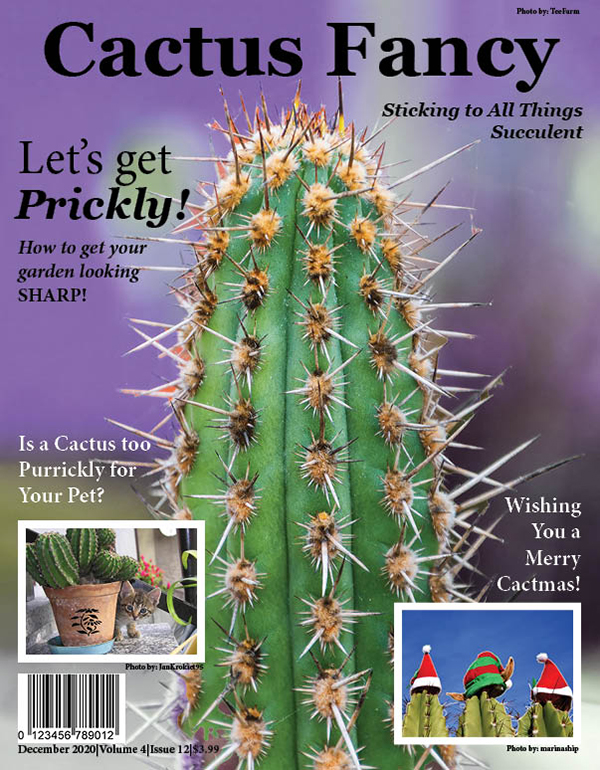 Photo by: TeeFarm
Cactus Fancy
Sticking to All Things
Succulent
Let's get
Prickly!
How to get your
garden looking
SHARP!
Is a Cactus too
Purrickly for
Your Pet?
Wishing
You a
Merry
Cactmas!
Photo by: JanKrokiet95
0 123456 789012
December 2020|Volume 4|Issue 12|$3.99
Photo by: marinaship